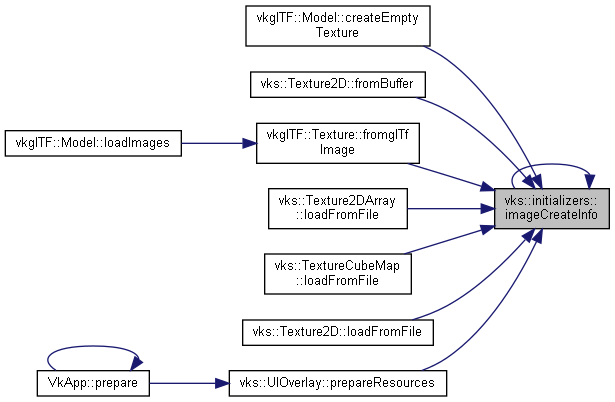 vkglTF::Model::createEmpty
Texture
vks::Texture2D::fromBuffer
vkglTF::Model::loadImages
vkglTF::Texture::fromglTf
Image
vks::Texture2DArray
::loadFromFile
vks::initializers::
imageCreateInfo
vks::TextureCubeMap
::loadFromFile
vks::Texture2D::loadFromFile
VkApp::prepare
vks::UIOverlay::prepareResources